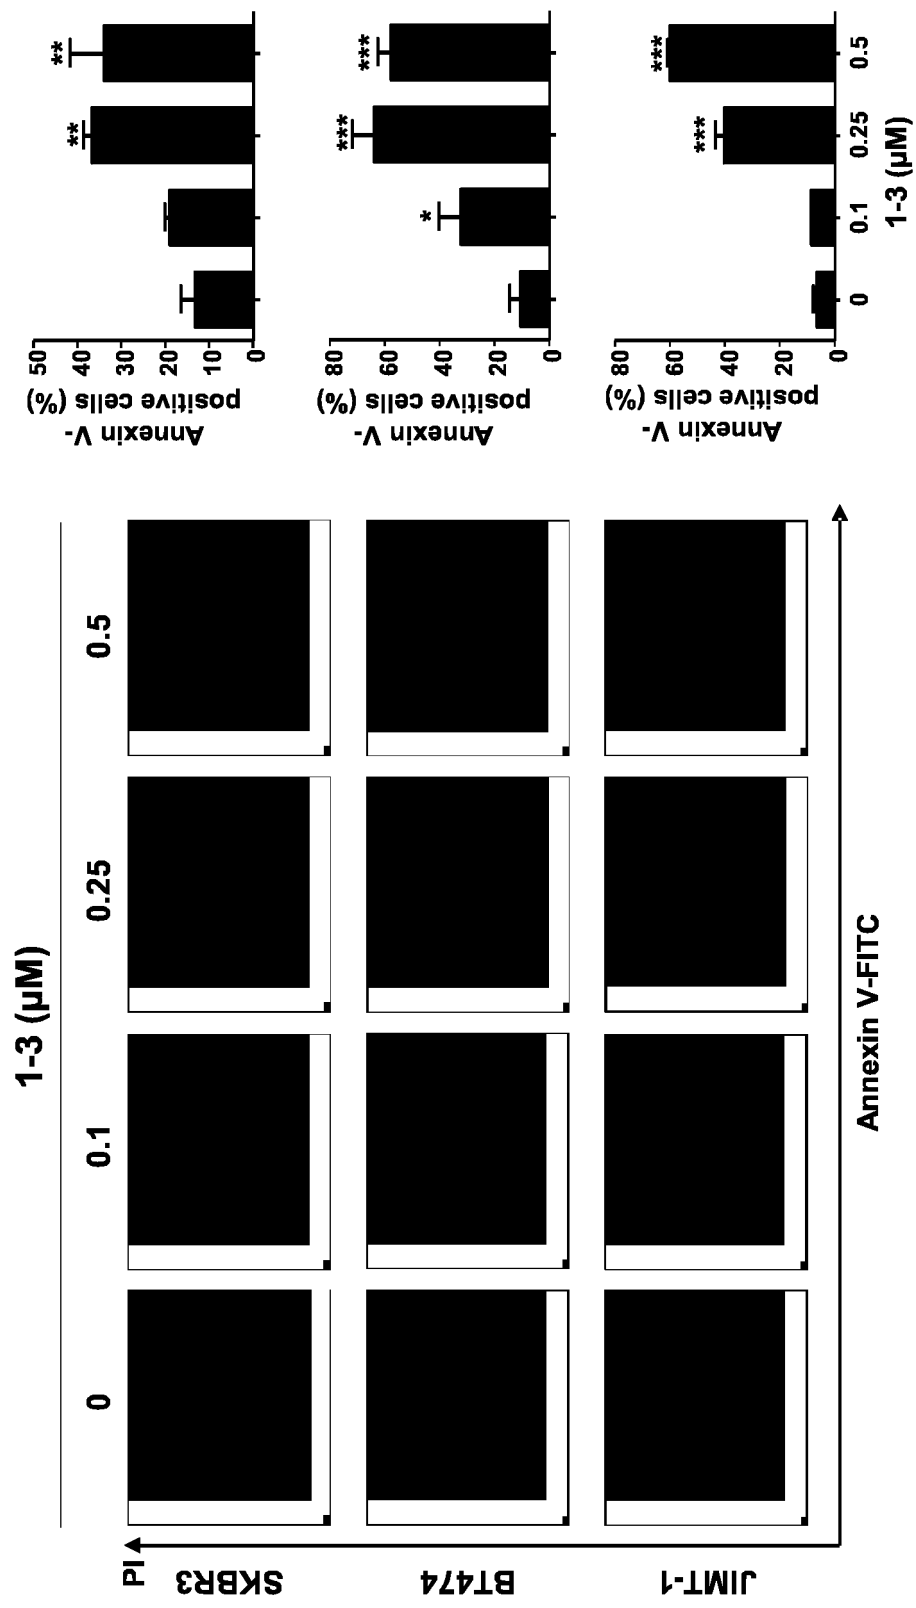 1-3 (µM)
0
0.1
0.25
0.5
PI
SKBR3
BT474
JIMT-1
Annexin V-FITC
Annexin V-
positive cells (%)
50
40
30
20
10
0
**
**
Annexin V-
positive cells (%)
80
60
40
20
0
*
***
***
Annexin V-
positive cells (%)
80
60
40
20
0
***
***
0
0.1
0.25
0.5
1-3 (µM)